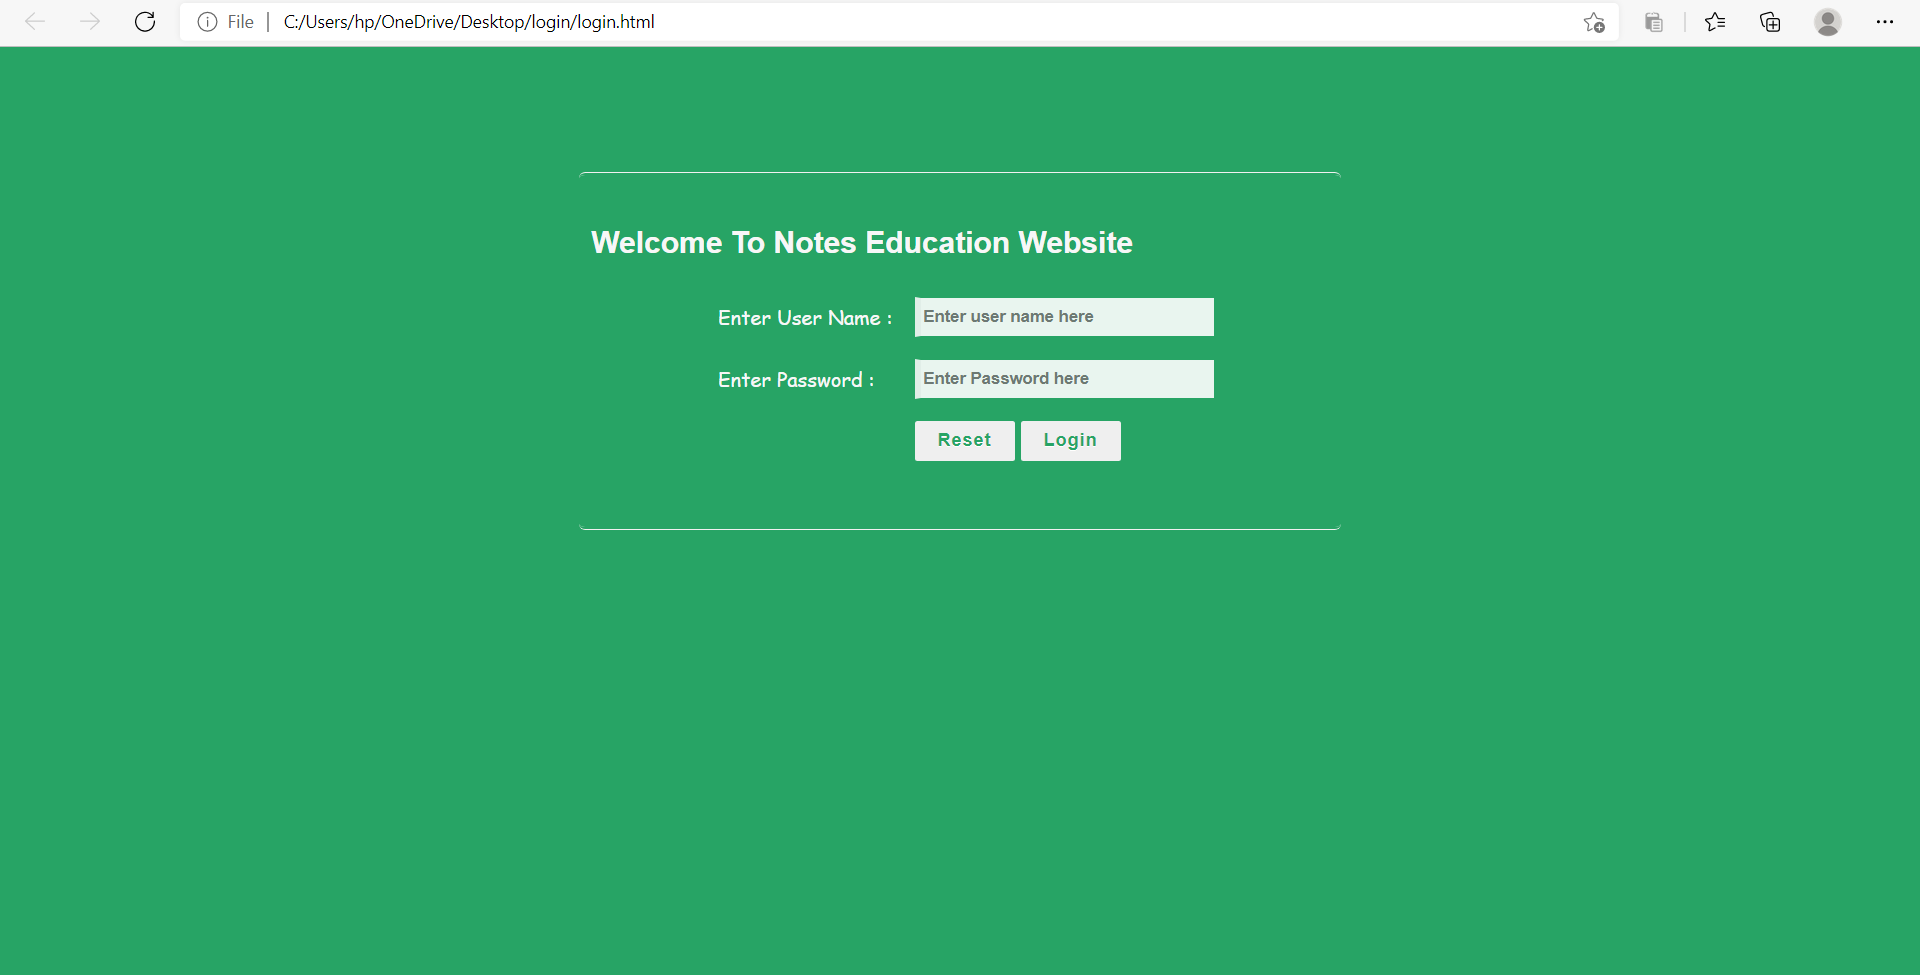 File | C:/Users/hp/OneDrive/Desktop/login/login.html
Welcome To Notes Education Website
Enter User Name : Enter user name here
Enter Password : Enter Password here
Reset Login